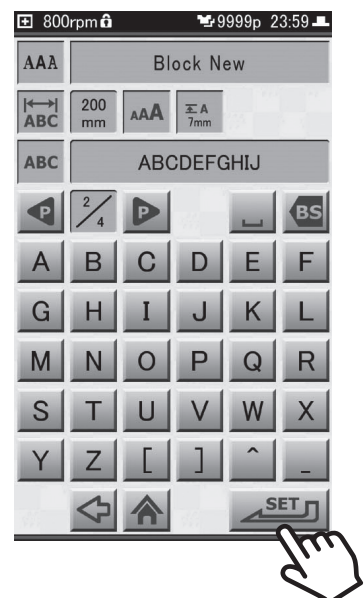 800rpm 9999p 23:59
AAA Block New
ABC 200 mm AAA A 7mm
ABC ABCDEFGHIJ
P 2/4 P BS
A B C D E F
G H I J K L
M N O P Q R
S T U V W X
Y Z [ ] ^ _
SET